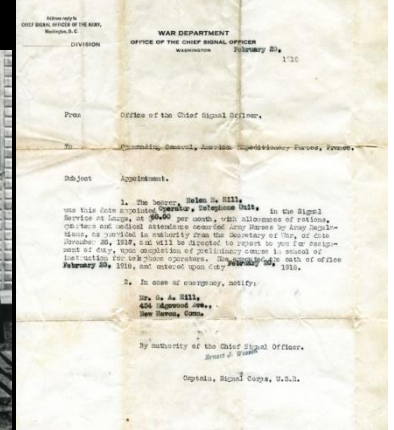 Address reply to
CHIEF SIGNAL OFFICER OF THE ARMY,
Washington, D. C.
DIVISION
WAR DEPARTMENT
OFFICE OF THE CHIEF SIGNAL OFFICER
WASHINGTON
February 20,
From Office of the Chief Signal Officer.
To Commanding General, American Expeditionary Forces, France.
Subject Appointment.
1. The bearer, Helen E. Hill,
was this date appointed Operator, Telephone Unit, in the Signal
Service at Large, at $60.00 per month, with allowances of rations,
quarters and medical attendance accorded Army Nurses by Army Regula-
tions, as provided in authority from the Secretary of War, of date
November 28, 1917, and will be directed to report to you for assign-
ment of duty, upon completion of preliminary course in school of
instruction for telephone operators. She executed the oath of office
February 20, 1918, and entered upon duty February 20, 1918.
2. In case of emergency, notify:
Dr. G. A. Hill,
454 Edgewood Ave.,
New Haven, Conn.
By authority of the Chief Signal Officer.
Captain, Signal Corps, U.S.R.